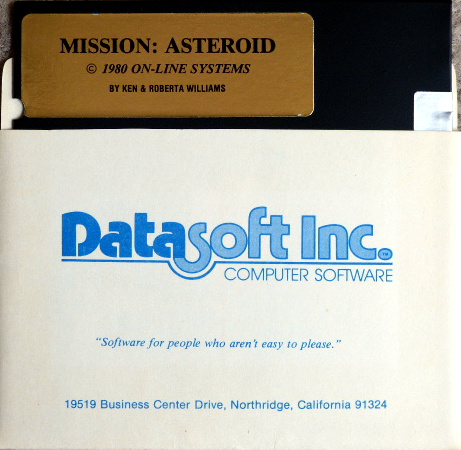 MISSION: ASTEROID
© 1980 ON-LINE SYSTEMS
BY KEN & ROBERTA WILLIAMS
Datasoft Inc.™
COMPUTER SOFTWARE
"Software for people who aren't easy to please."
19519 Business Center Drive, Northridge, California 91324